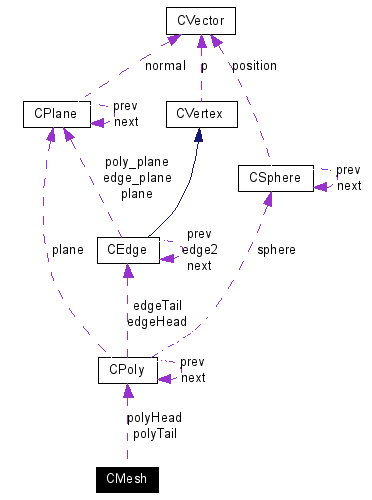 CVector
normal
p
position
CPlane
prev
next
CVertex
poly_plane
edge_plane
plane
CSphere
prev
next
plane
CEdge
prev
edge2
next
sphere
edgeTail
edgeHead
CPoly
prev
next
polyHead
polyTail
CMesh